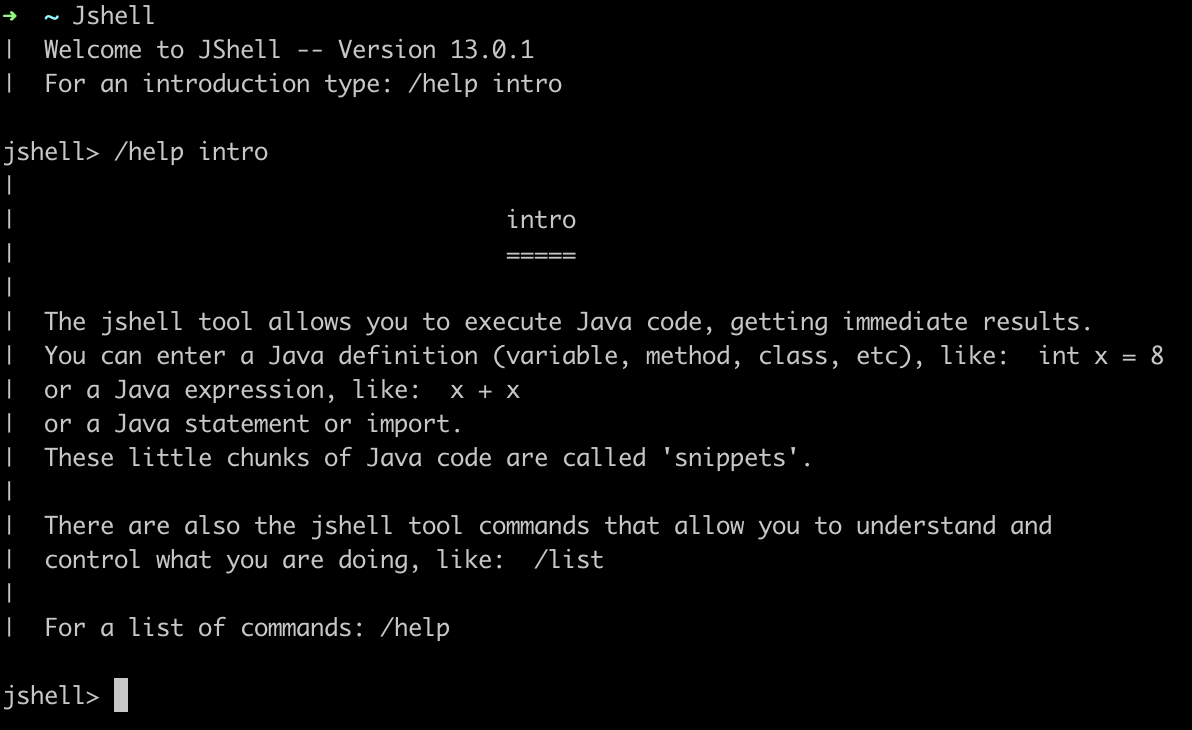 ➜  ~ Jshell
|  Welcome to JShell -- Version 13.0.1
|  For an introduction type: /help intro

jshell> /help intro
|
|                                   intro
|                                   =====
|
|  The jshell tool allows you to execute Java code, getting immediate results.
|  You can enter a Java definition (variable, method, class, etc), like:  int x = 8
|  or a Java expression, like:  x + x
|  or a Java statement or import.
|  These little chunks of Java code are called 'snippets'.
|
|  There are also the jshell tool commands that allow you to understand and
|  control what you are doing, like:  /list
|
|  For a list of commands: /help

jshell>